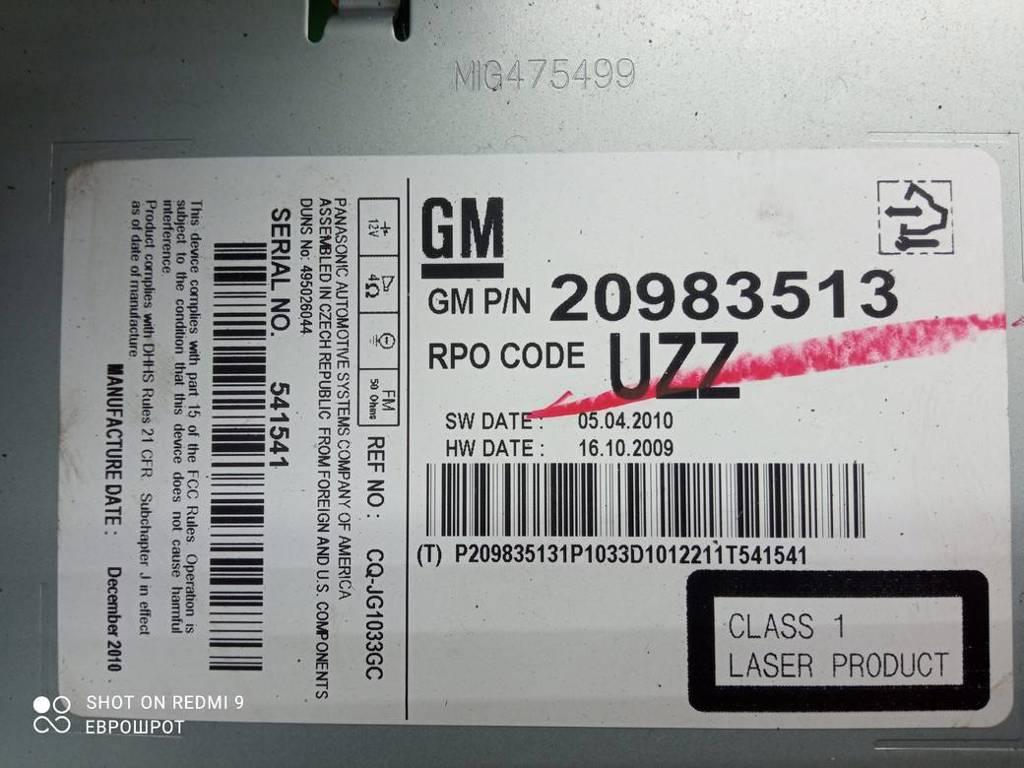 MIG475499
GM
GM P/N 20983513
RPO CODE UZZ
SW DATE : 05.04.2010
HW DATE : 16.10.2009
(T) P209835131P1033D1012211T541541
CLASS 1
LASER PRODUCT
12V
4Ω
FM
50 Ohms
REF NO : CQ-JG1033GC
PANASONIC AUTOMOTIVE SYSTEMS COMPANY OF AMERICA
ASSEMBLED IN CZECH REPUBLIC FROM FOREIGN AND U.S. COMPONENTS
DUNS No: 495026044
SERIAL NO. 541541
This device complies with part 15 of the FCC Rules. Operation is
subject to the condition that this device does not cause harmful
interference.
Product complies with DHHS Rules 21 CFR. Subchapter J in effect
as of date of manufacture
MANUFACTURE DATE : December 2010
SHOT ON REDMI 9
ЕВРОШРОТ